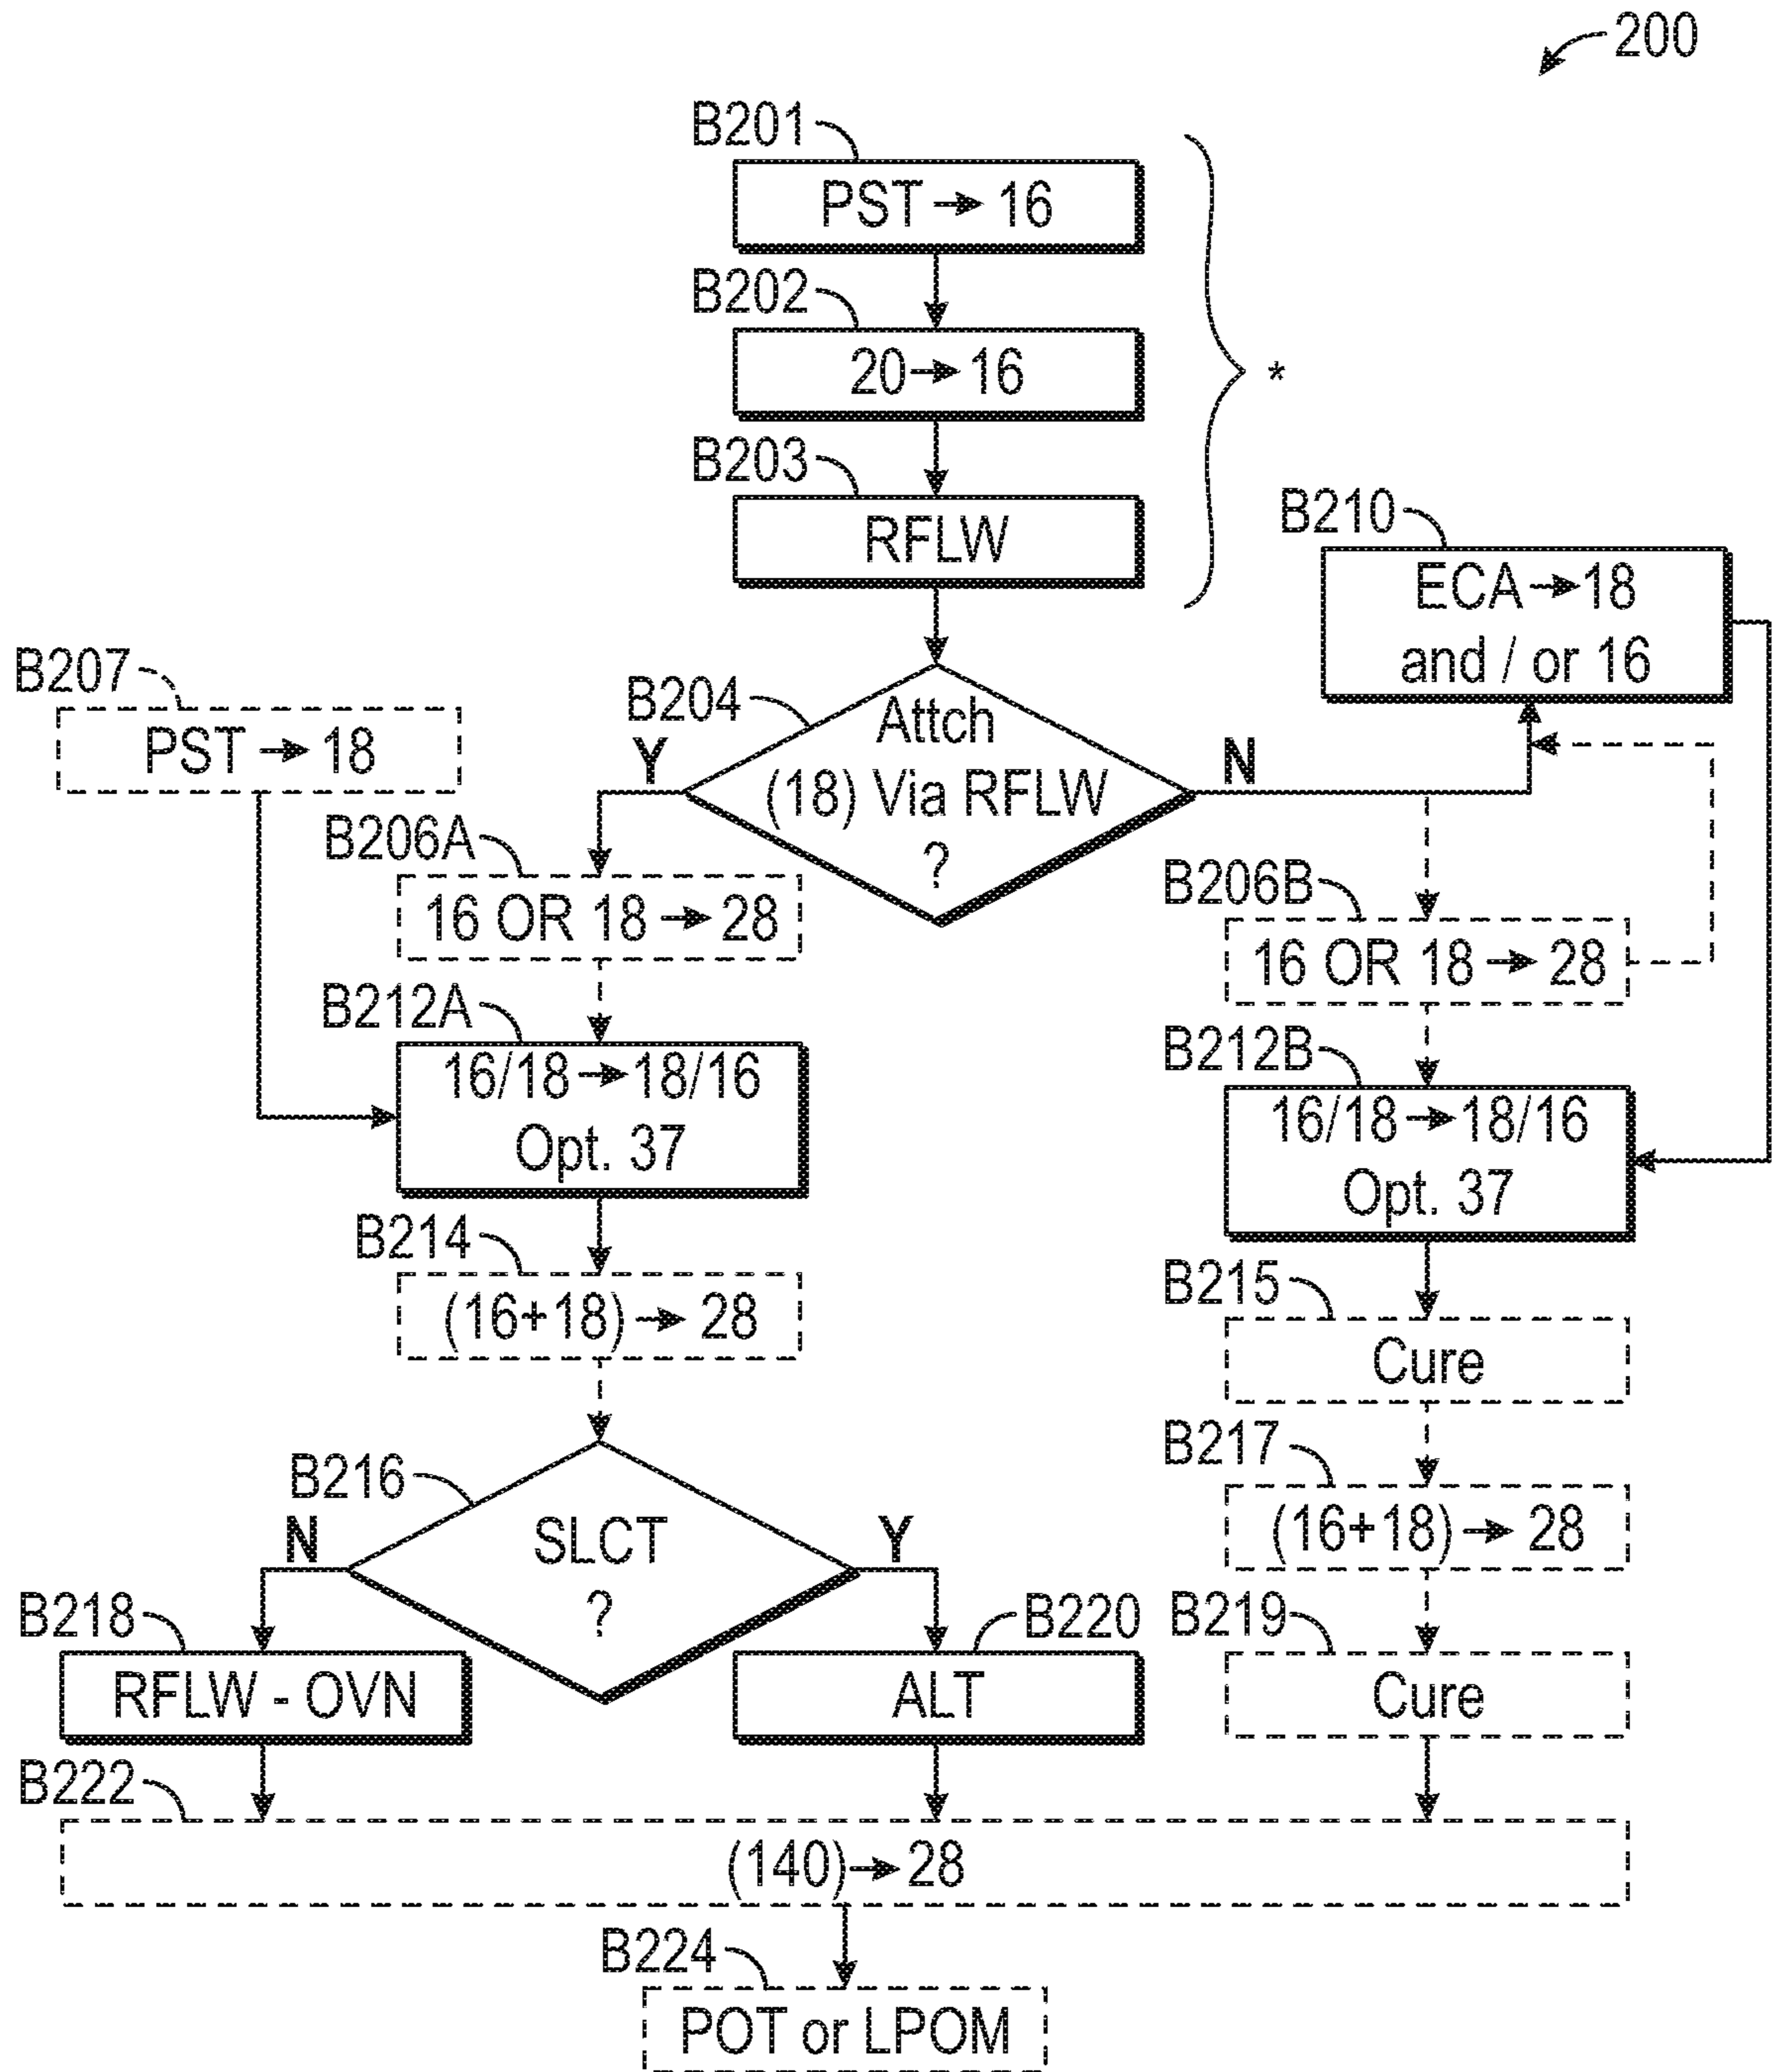 200
B201
PST → 16
B202
20 → 16
*
B203
RFLW
B210
ECA → 18
and / or 16
B207
PST → 18
B204
Attch
(18) Via RFLW
?
Y
N
B206A
16 OR 18 → 28
B206B
16 OR 18 → 28
B212A
16/18 → 18/16
Opt. 37
B212B
16/18 → 18/16
Opt. 37
B214
(16+18) → 28
B215
Cure
B216
SLCT
?
N
Y
B217
(16+18) → 28
B218
RFLW - OVN
B220
ALT
B219
Cure
B222
(140) → 28
B224
POT or LPOM